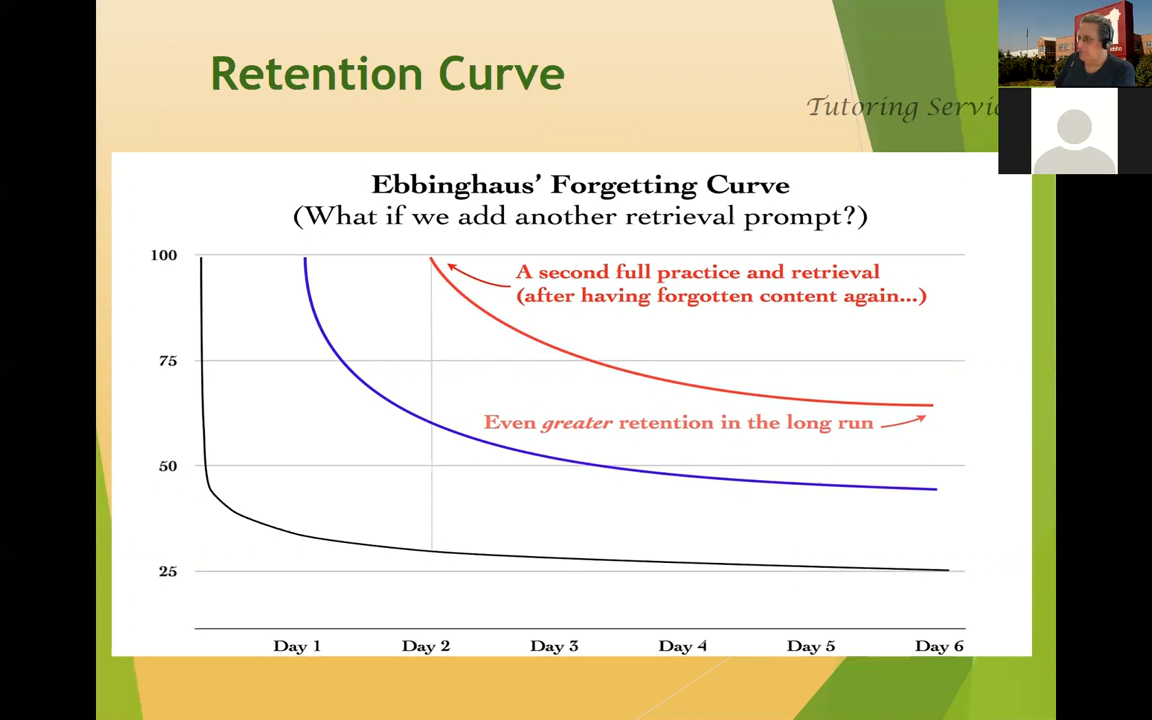 Retention Curve
Tutoring Servic
Ebbinghaus’ Forgetting Curve
(What if we add another retrieval prompt?)
100
A second full practice and retrieval
(after having forgotten content again...)
75
Even greater retention in the long run
50
25
Day 1 Day 2 Day 3 Day 4 Day 5 Day 6